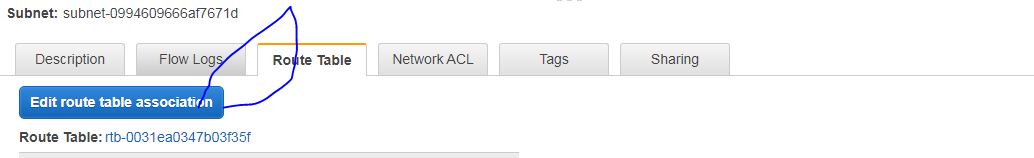 Subnet: subnet-0994609666af7671d
Description Flow Logs Route Table Network ACL Tags Sharing
Edit route table association
Route Table: rtb-0031ea0347b03f35f